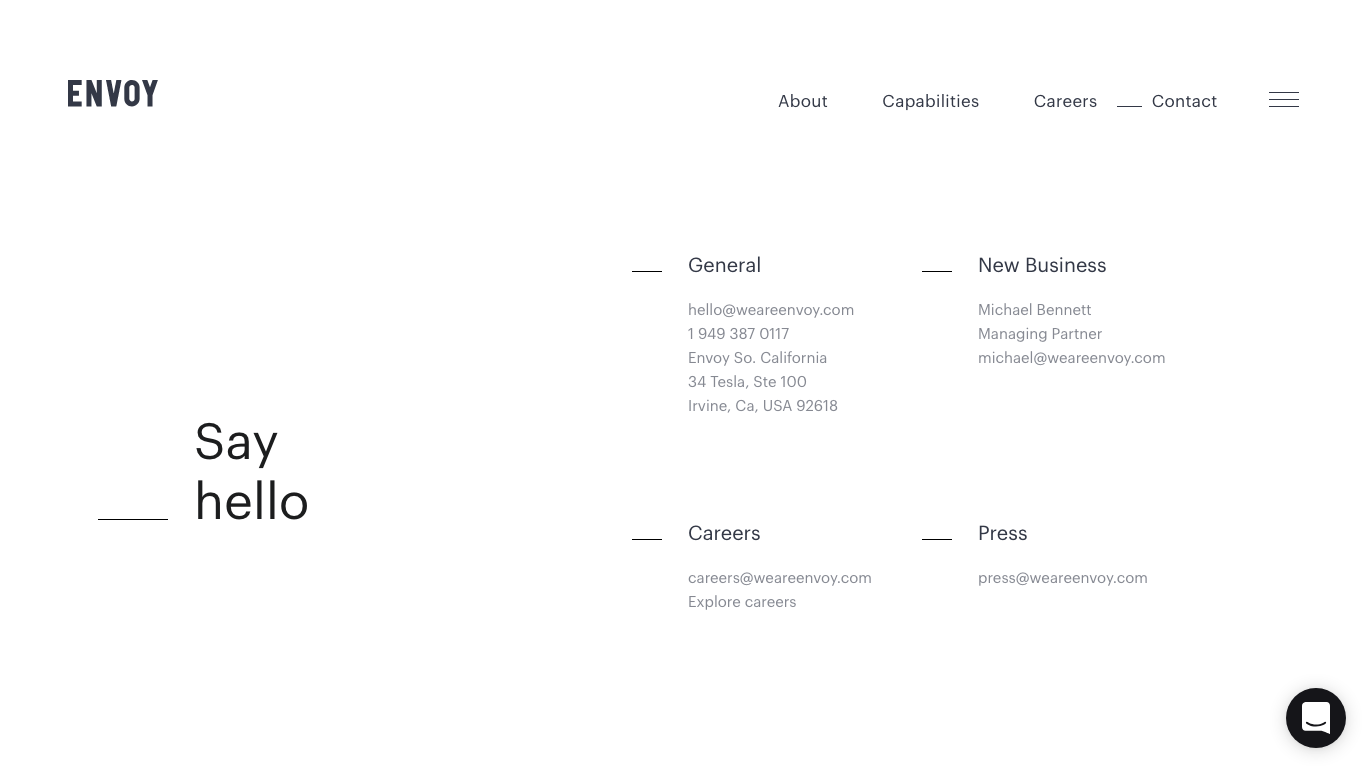 ENVOY
About
Capabilities
Careers
Contact
Say
hello
General
hello@weareenvoy.com
1 949 387 0117
Envoy So. California
34 Tesla, Ste 100
Irvine, Ca, USA 92618
New Business
Michael Bennett
Managing Partner
michael@weareenvoy.com
Careers
careers@weareenvoy.com
Explore careers
Press
press@weareenvoy.com